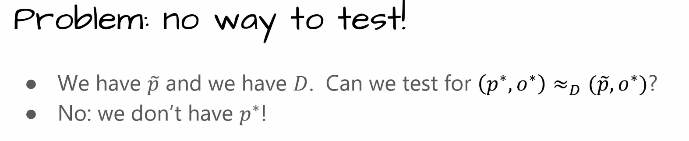 Problem: no way to test!
● We have p̃ and we have D. Can we test for (p*, o*) ≈_D (p̃, o*)?
● No: we don't have p*!